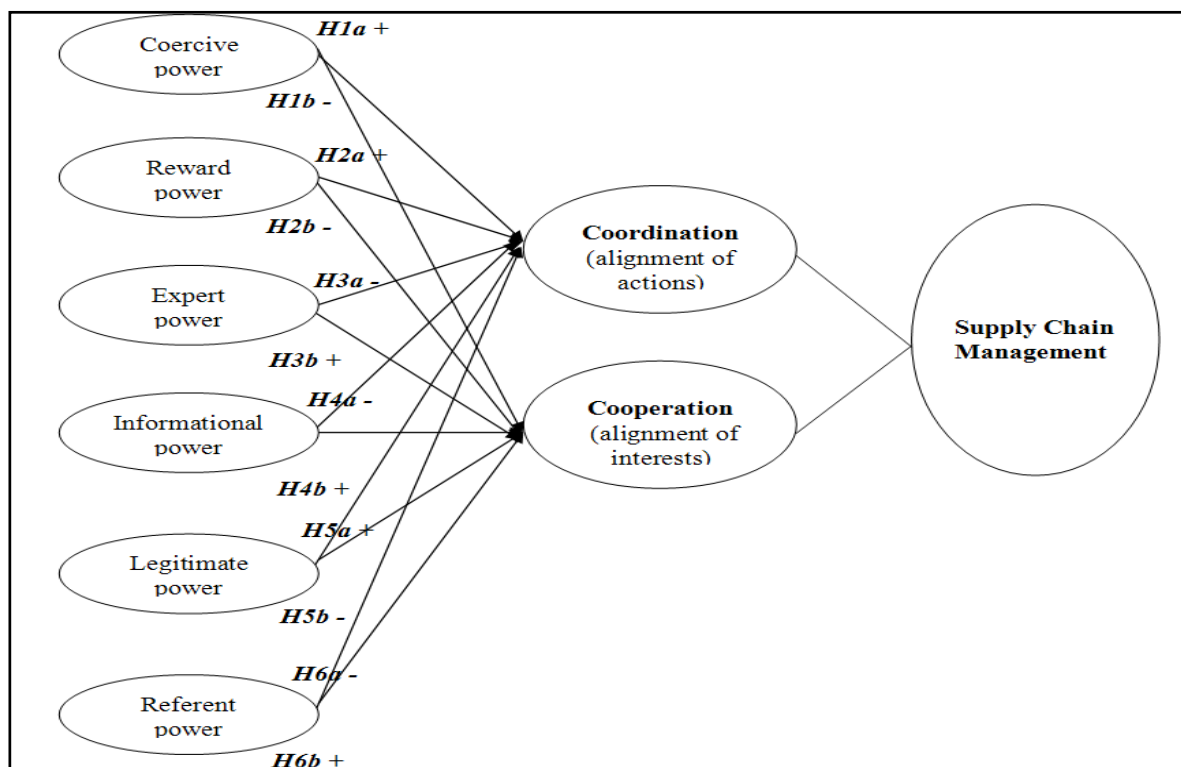 H1a +
Coercive
power
H1b -
H2a +
Reward
power
H2b -
Coordination
(alignment of
actions)
H3a -
Expert
power
Supply Chain
Management
H3b +
H4a -
Informational
power
Cooperation
(alignment of
interests)
H4b +
H5a +
Legitimate
power
H5b -
H6a -
Referent
power
H6b +